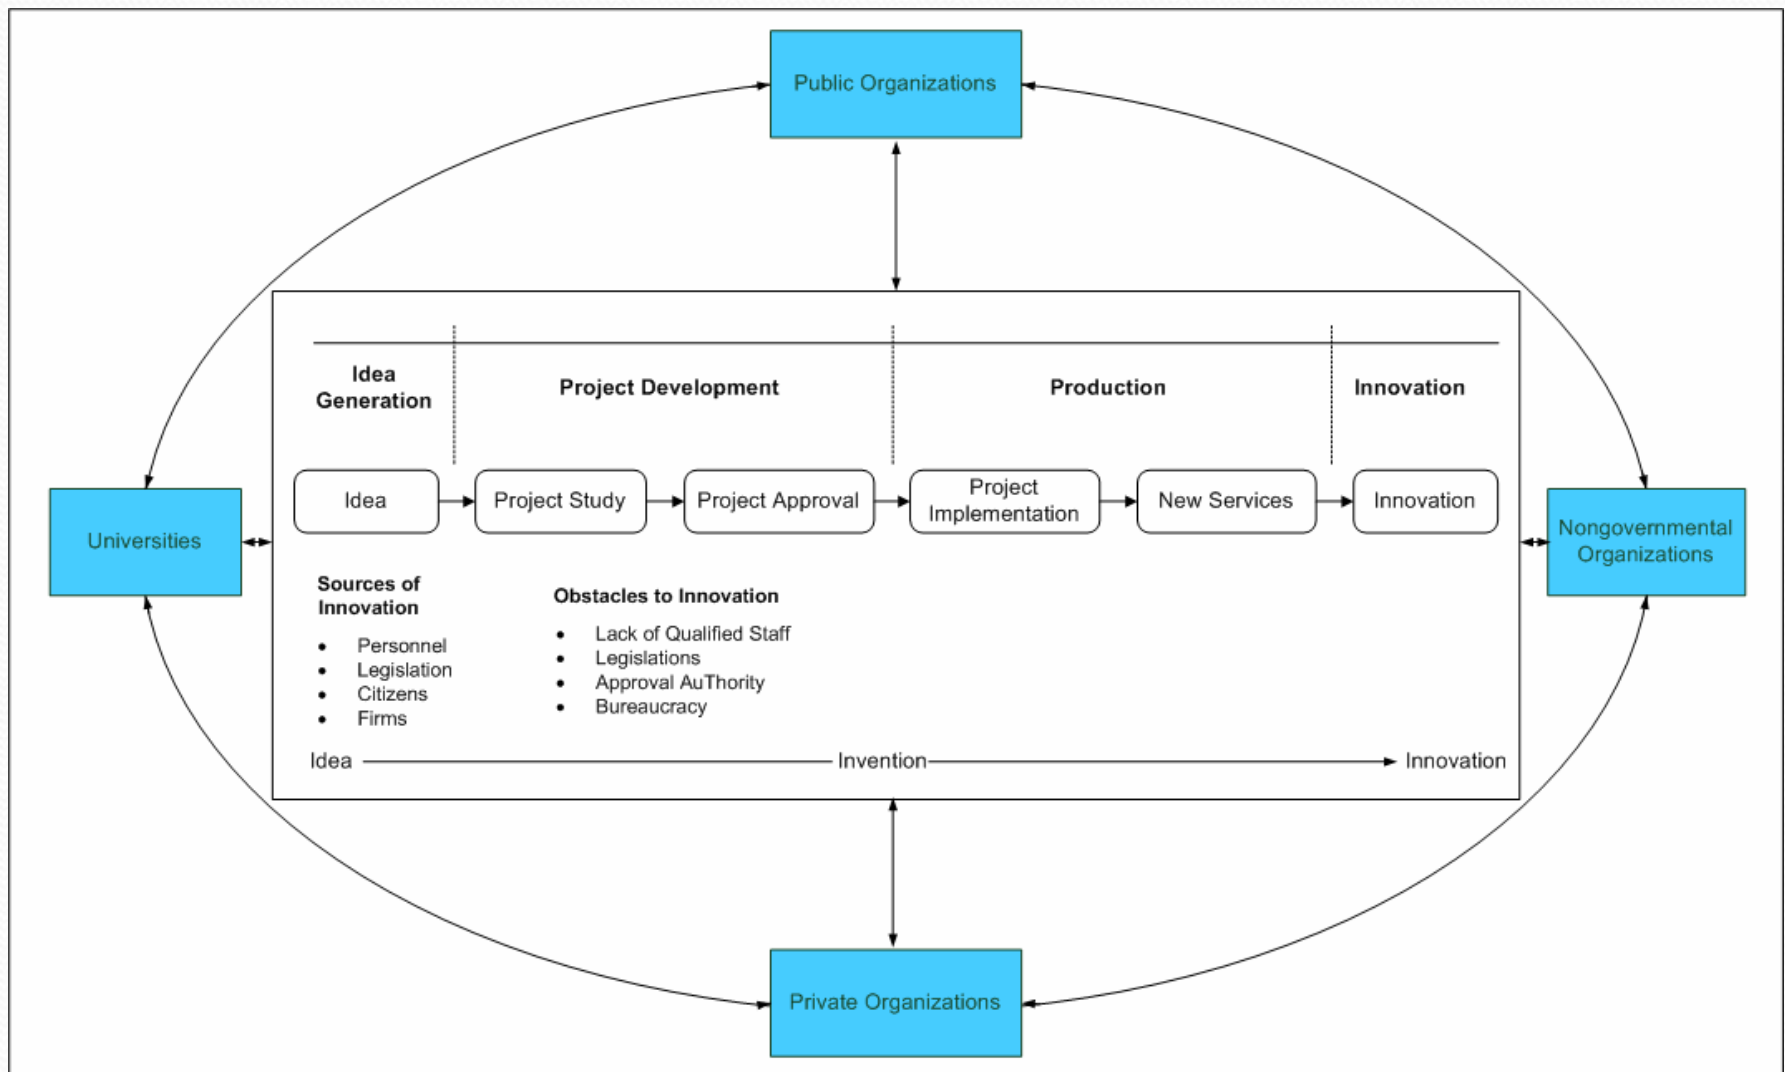 Public Organizations
Idea
Generation
Project Development
Production
Innovation
Idea
Project Study
Project Approval
Project
Implementation
New Services
Innovation
Universities
Nongovernmental
Organizations
Sources of
Innovation
• Personnel
• Legislation
• Citizens
• Firms
Obstacles to Innovation
• Lack of Qualified Staff
• Legislations
• Approval AuThority
• Bureaucracy
Idea
Invention
Innovation
Private Organizations